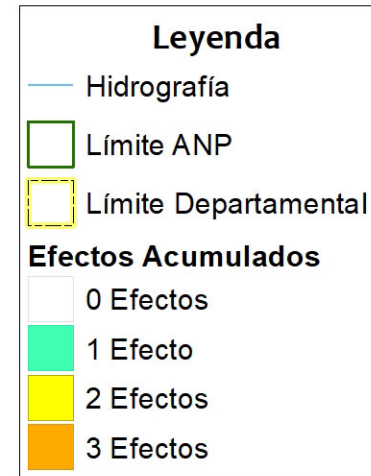 Leyenda
Hidrografía
Límite ANP
Límite Departamental
Efectos Acumulados
0 Efectos
1 Efecto
2 Efectos
3 Efectos